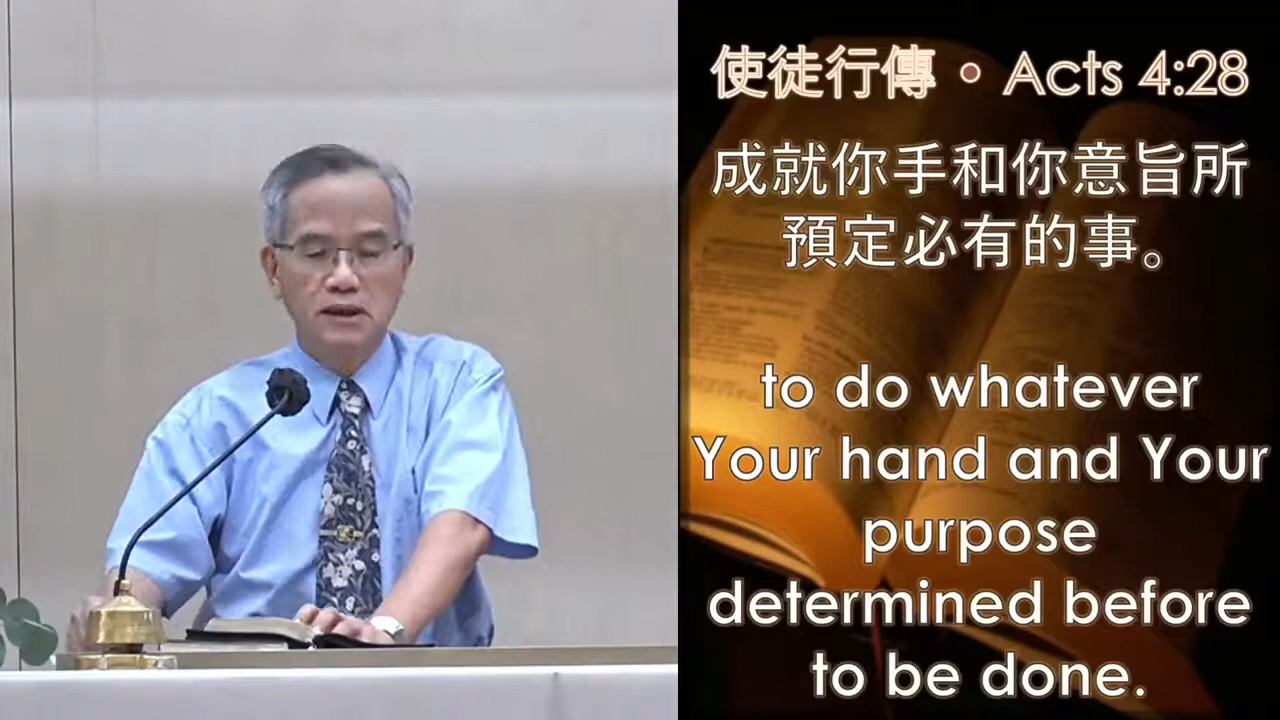 使徒行傳 • Acts 4:28
成就你手和你意旨所
預定必有的事。
to do whatever
Your hand and Your
purpose
determined before
to be done.